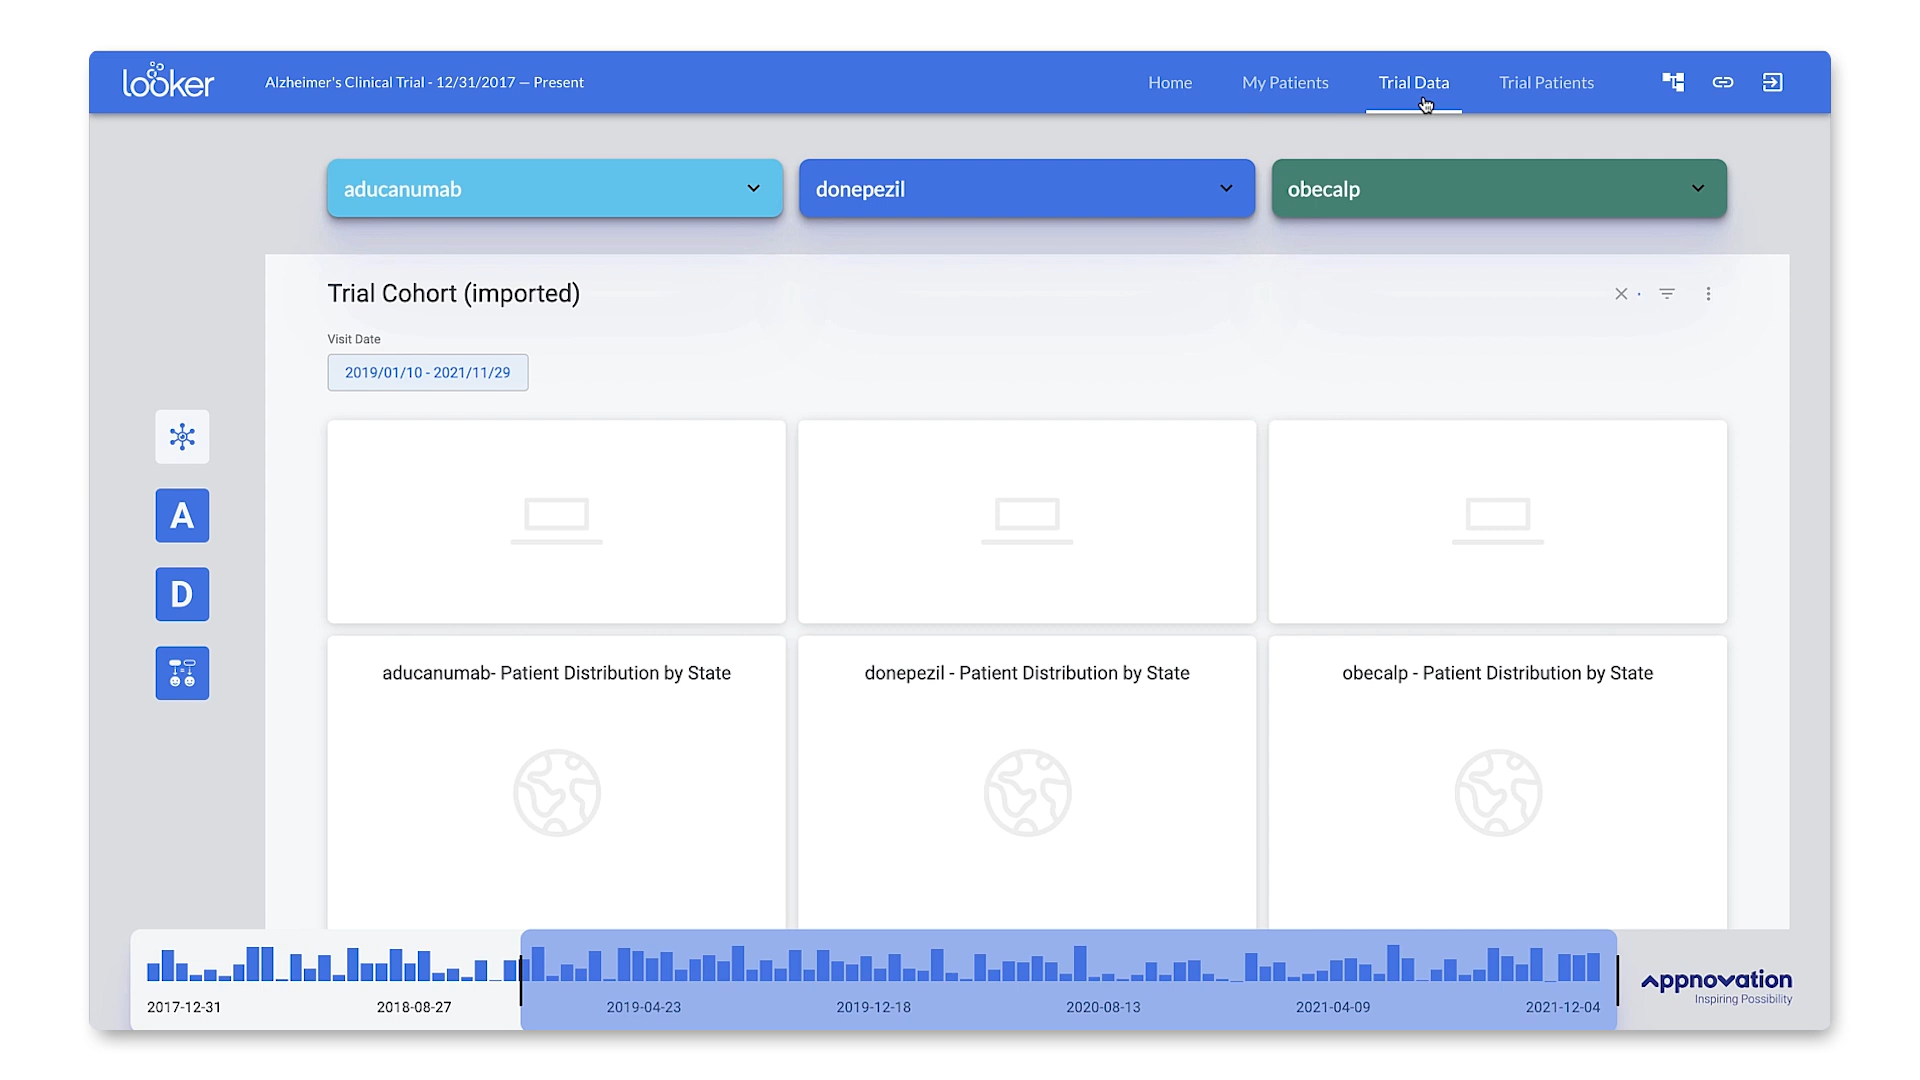 looker
Alzheimer's Clinical Trial - 12/31/2017 — Present
Home
My Patients
Trial Data
Trial Patients
aducanumab
donepezil
obecalp
Trial Cohort (imported)
Visit Date
2019/01/10 - 2021/11/29
A
D
aducanumab- Patient Distribution by State
donepezil - Patient Distribution by State
obecalp - Patient Distribution by State
2017-12-31
2018-08-27
2019-04-23
2019-12-18
2020-08-13
2021-04-09
2021-12-04
Appnovation
Inspiring Possibility